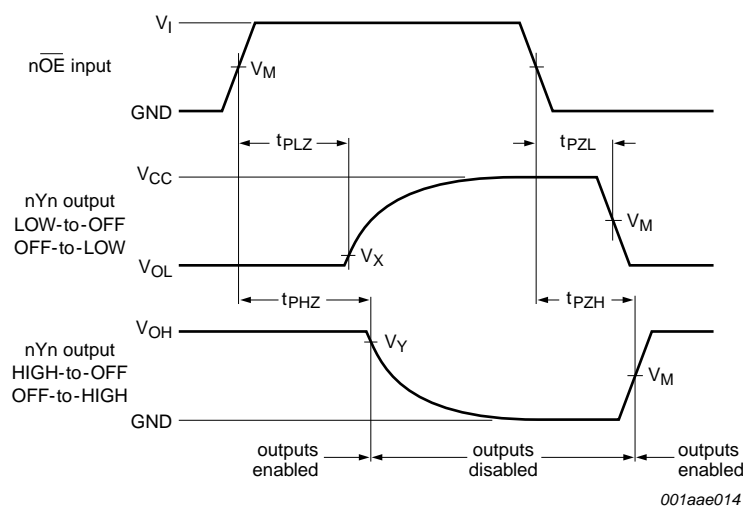 V_I
nO̅E̅ input
V_M
GND
t_PLZ
t_PZL
V_CC
nYn output
LOW-to-OFF
OFF-to-LOW
V_M
V_X
V_OL
t_PHZ
t_PZH
V_OH
V_Y
nYn output
HIGH-to-OFF
OFF-to-HIGH
V_M
GND
outputs
enabled
outputs
disabled
outputs
enabled
001aae014